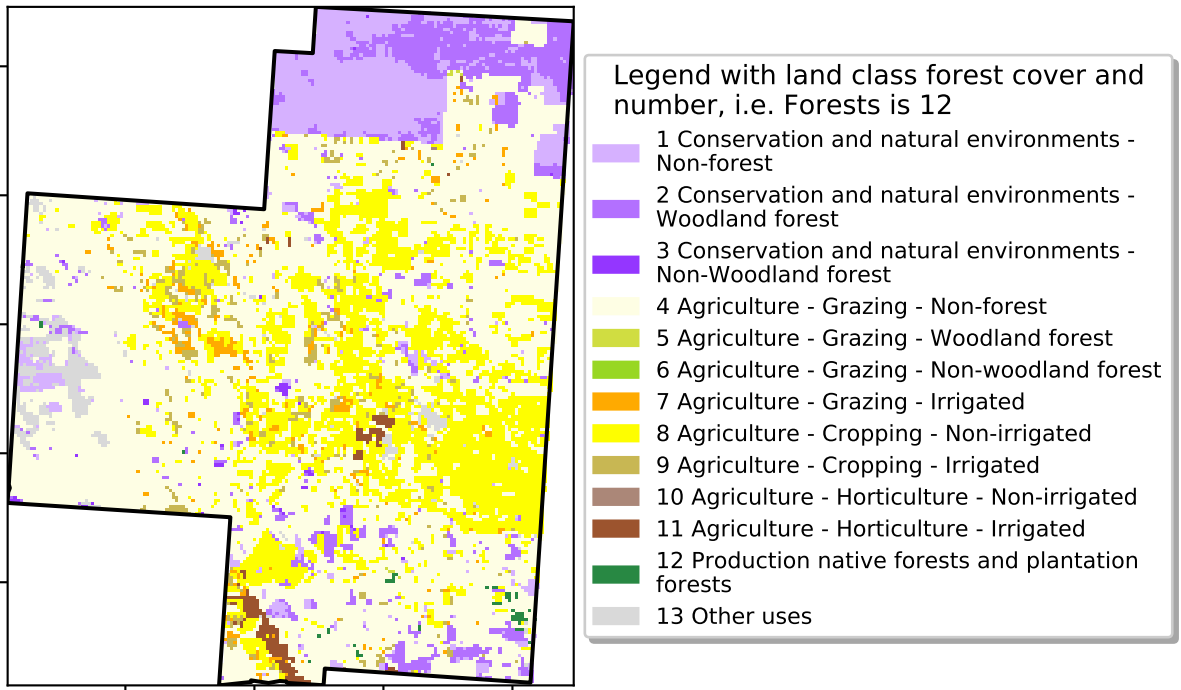 Legend with land class forest cover and
number, i.e. Forests is 12
1 Conservation and natural environments -
Non-forest
2 Conservation and natural environments -
Woodland forest
3 Conservation and natural environments -
Non-Woodland forest
4 Agriculture - Grazing - Non-forest
5 Agriculture - Grazing - Woodland forest
6 Agriculture - Grazing - Non-woodland forest
7 Agriculture - Grazing - Irrigated
8 Agriculture - Cropping - Non-irrigated
9 Agriculture - Cropping - Irrigated
10 Agriculture - Horticulture - Non-irrigated
11 Agriculture - Horticulture - Irrigated
12 Production native forests and plantation
forests
13 Other uses